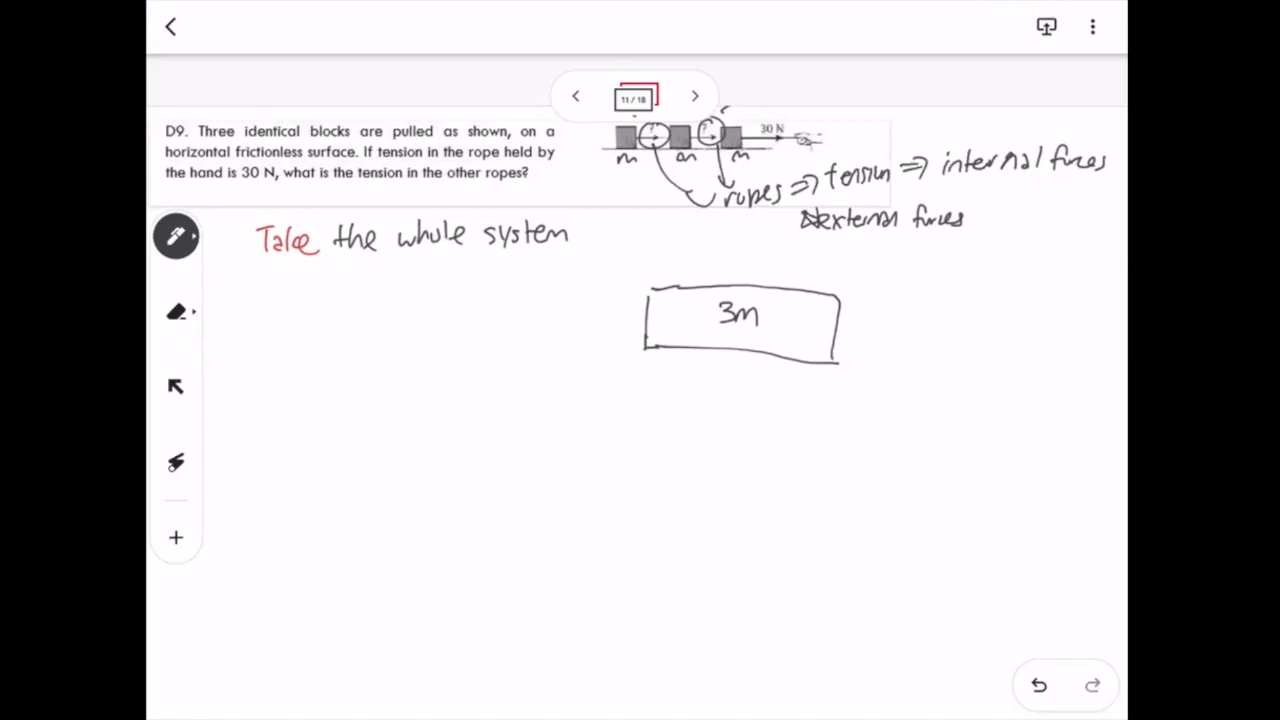 11 / 18
D9. Three identical blocks are pulled as shown, on a
horizontal frictionless surface. If tension in the rope held by
the hand is 30 N, what is the tension in the other ropes?
? ? 30 N
m m m
ropes ⇒ tension ⇒ internal forces
external forces
Take the whole system
3m